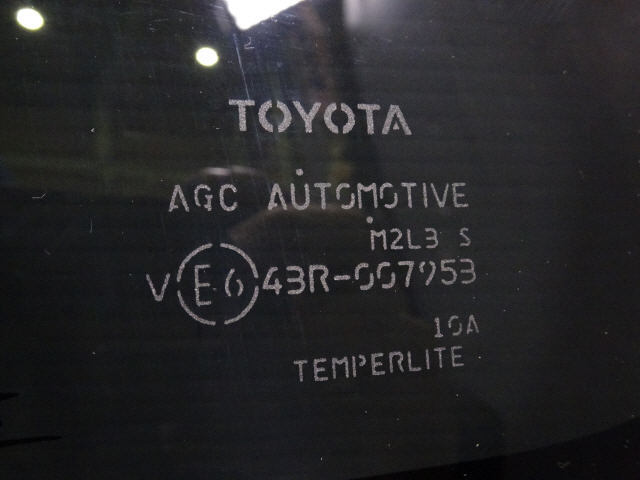 TOYOTA
AGC AUTOMOTIVE
M2L3 S
V E6 43R-007953
10A
TEMPERLITE